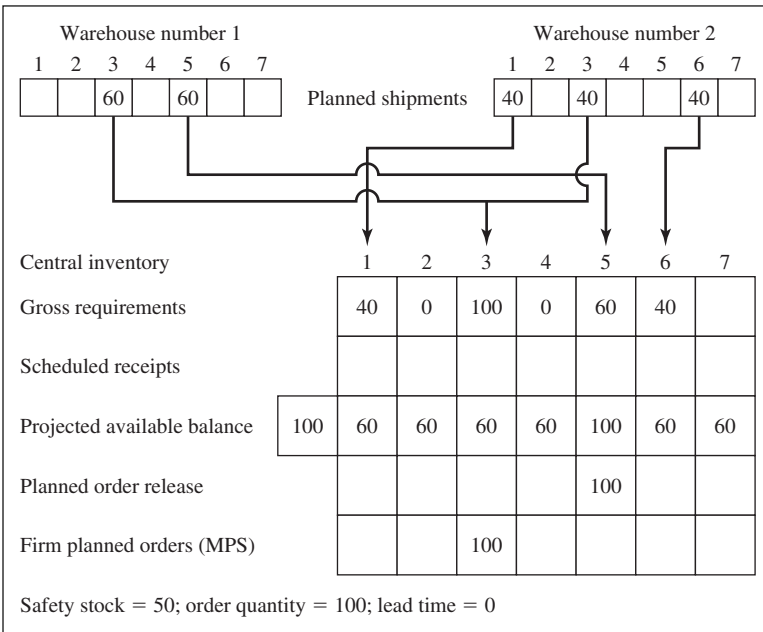 Warehouse number 1
Warehouse number 2
1 2 3 4 5 6 7
1 2 3 4 5 6 7
60 60
Planned shipments
40 40 40
Central inventory
1 2 3 4 5 6 7
Gross requirements
40 0 100 0 60 40
Scheduled receipts
Projected available balance
100 60 60 60 60 100 60 60
Planned order release
100
Firm planned orders (MPS)
100
Safety stock = 50; order quantity = 100; lead time = 0